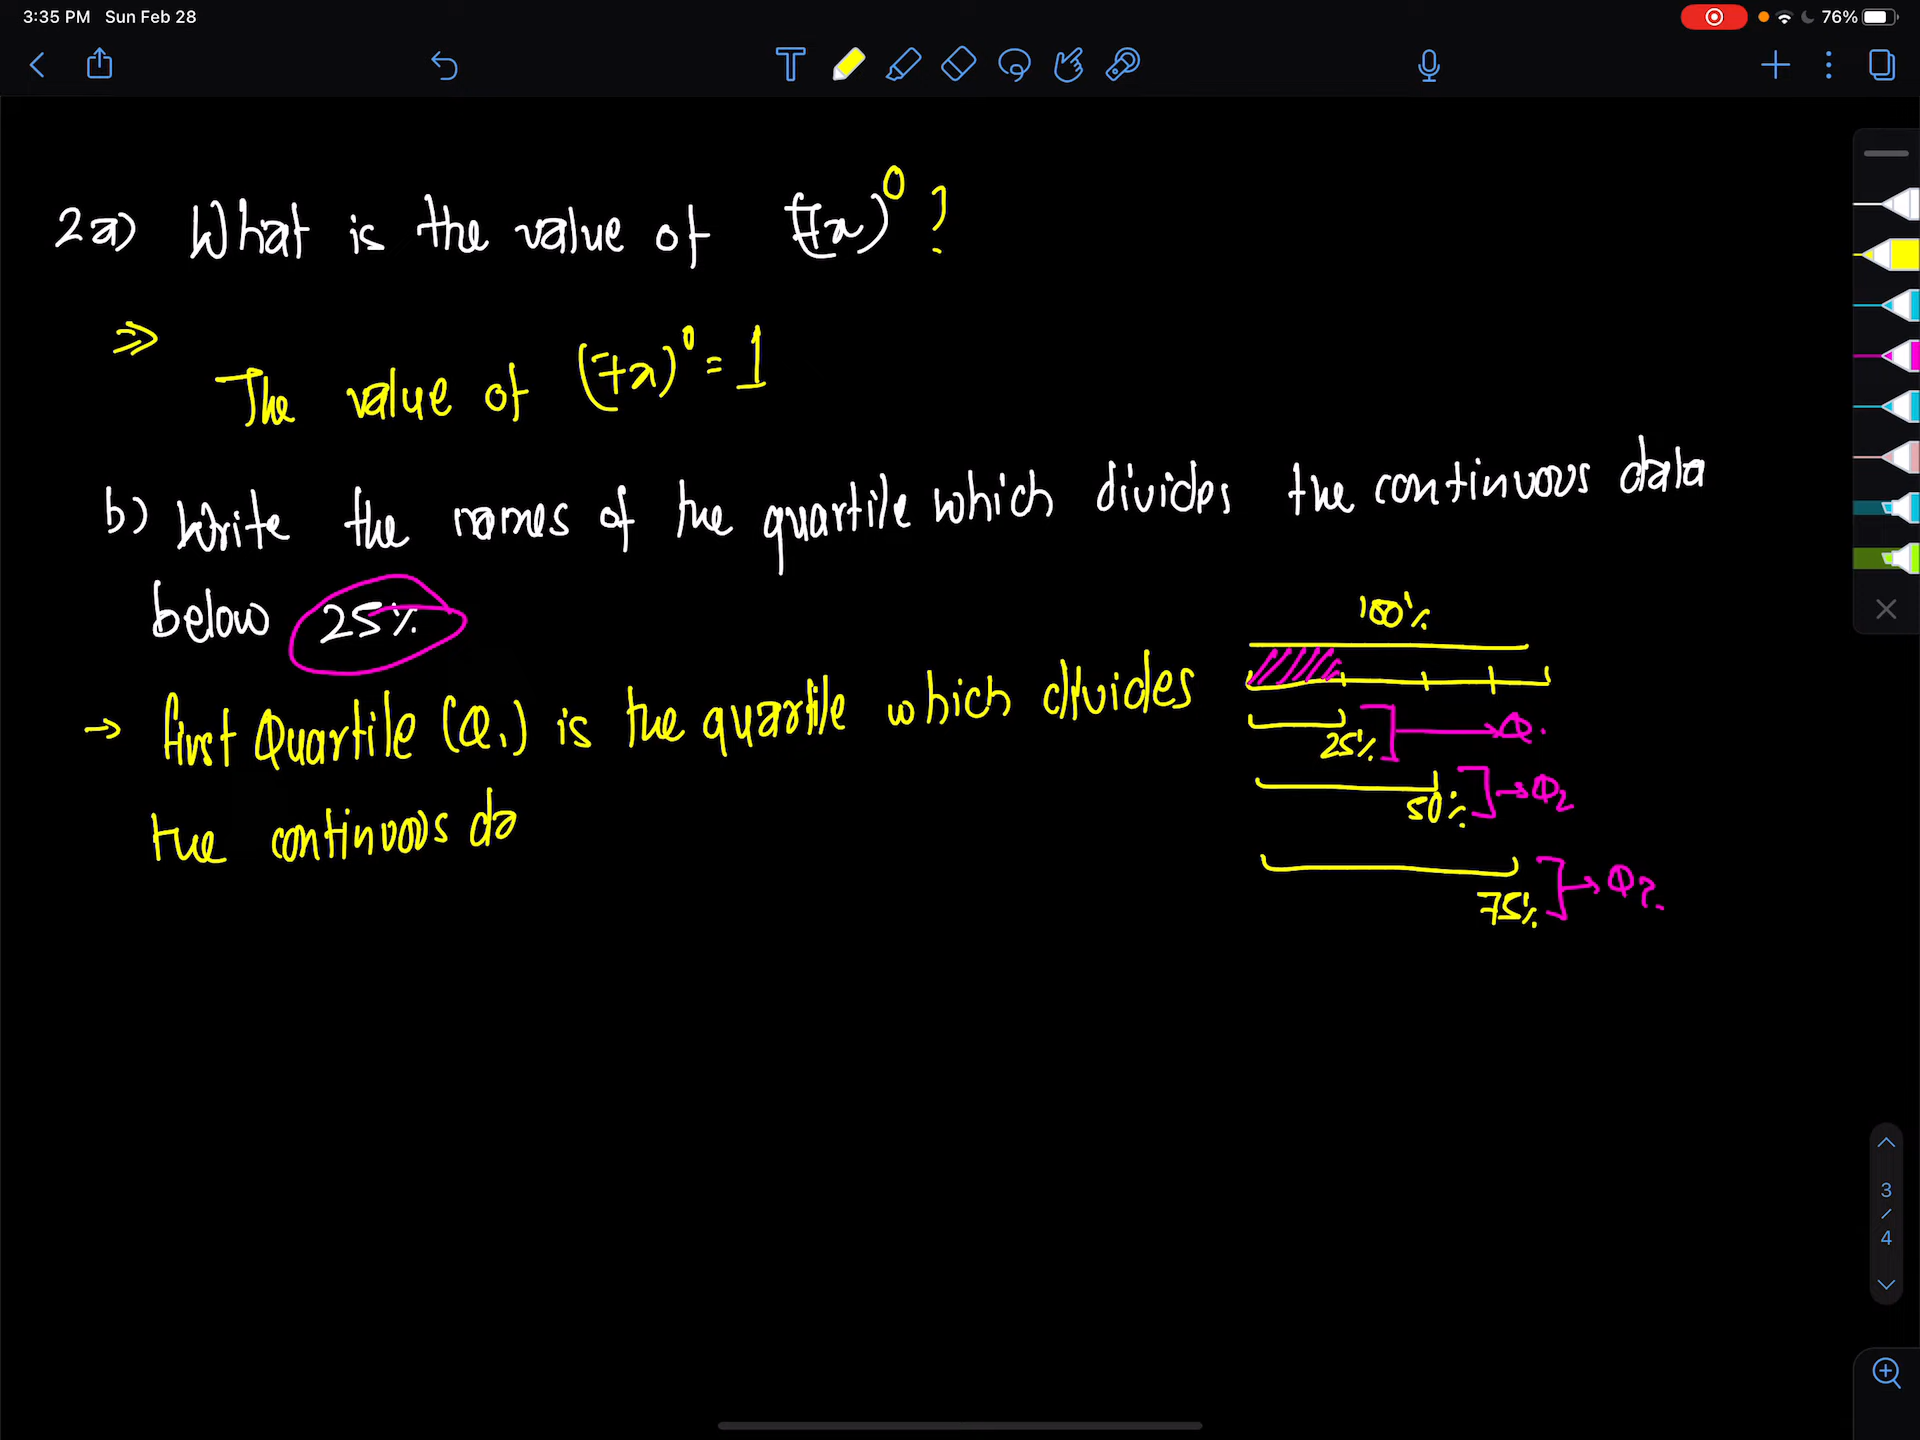 3:35 PM Sun Feb 28
76%
2a) What is the value of (7x)⁰ ?
⇒ The value of (7x)⁰ = 1
b) Write the names of the quartile which divides the continuous data
below 25%
100%
→ first Quartile (Q₁) is the quartile which divides
the continuous da
25% → Q₁
50% → Q₂
75% → Q₃
3
/
4